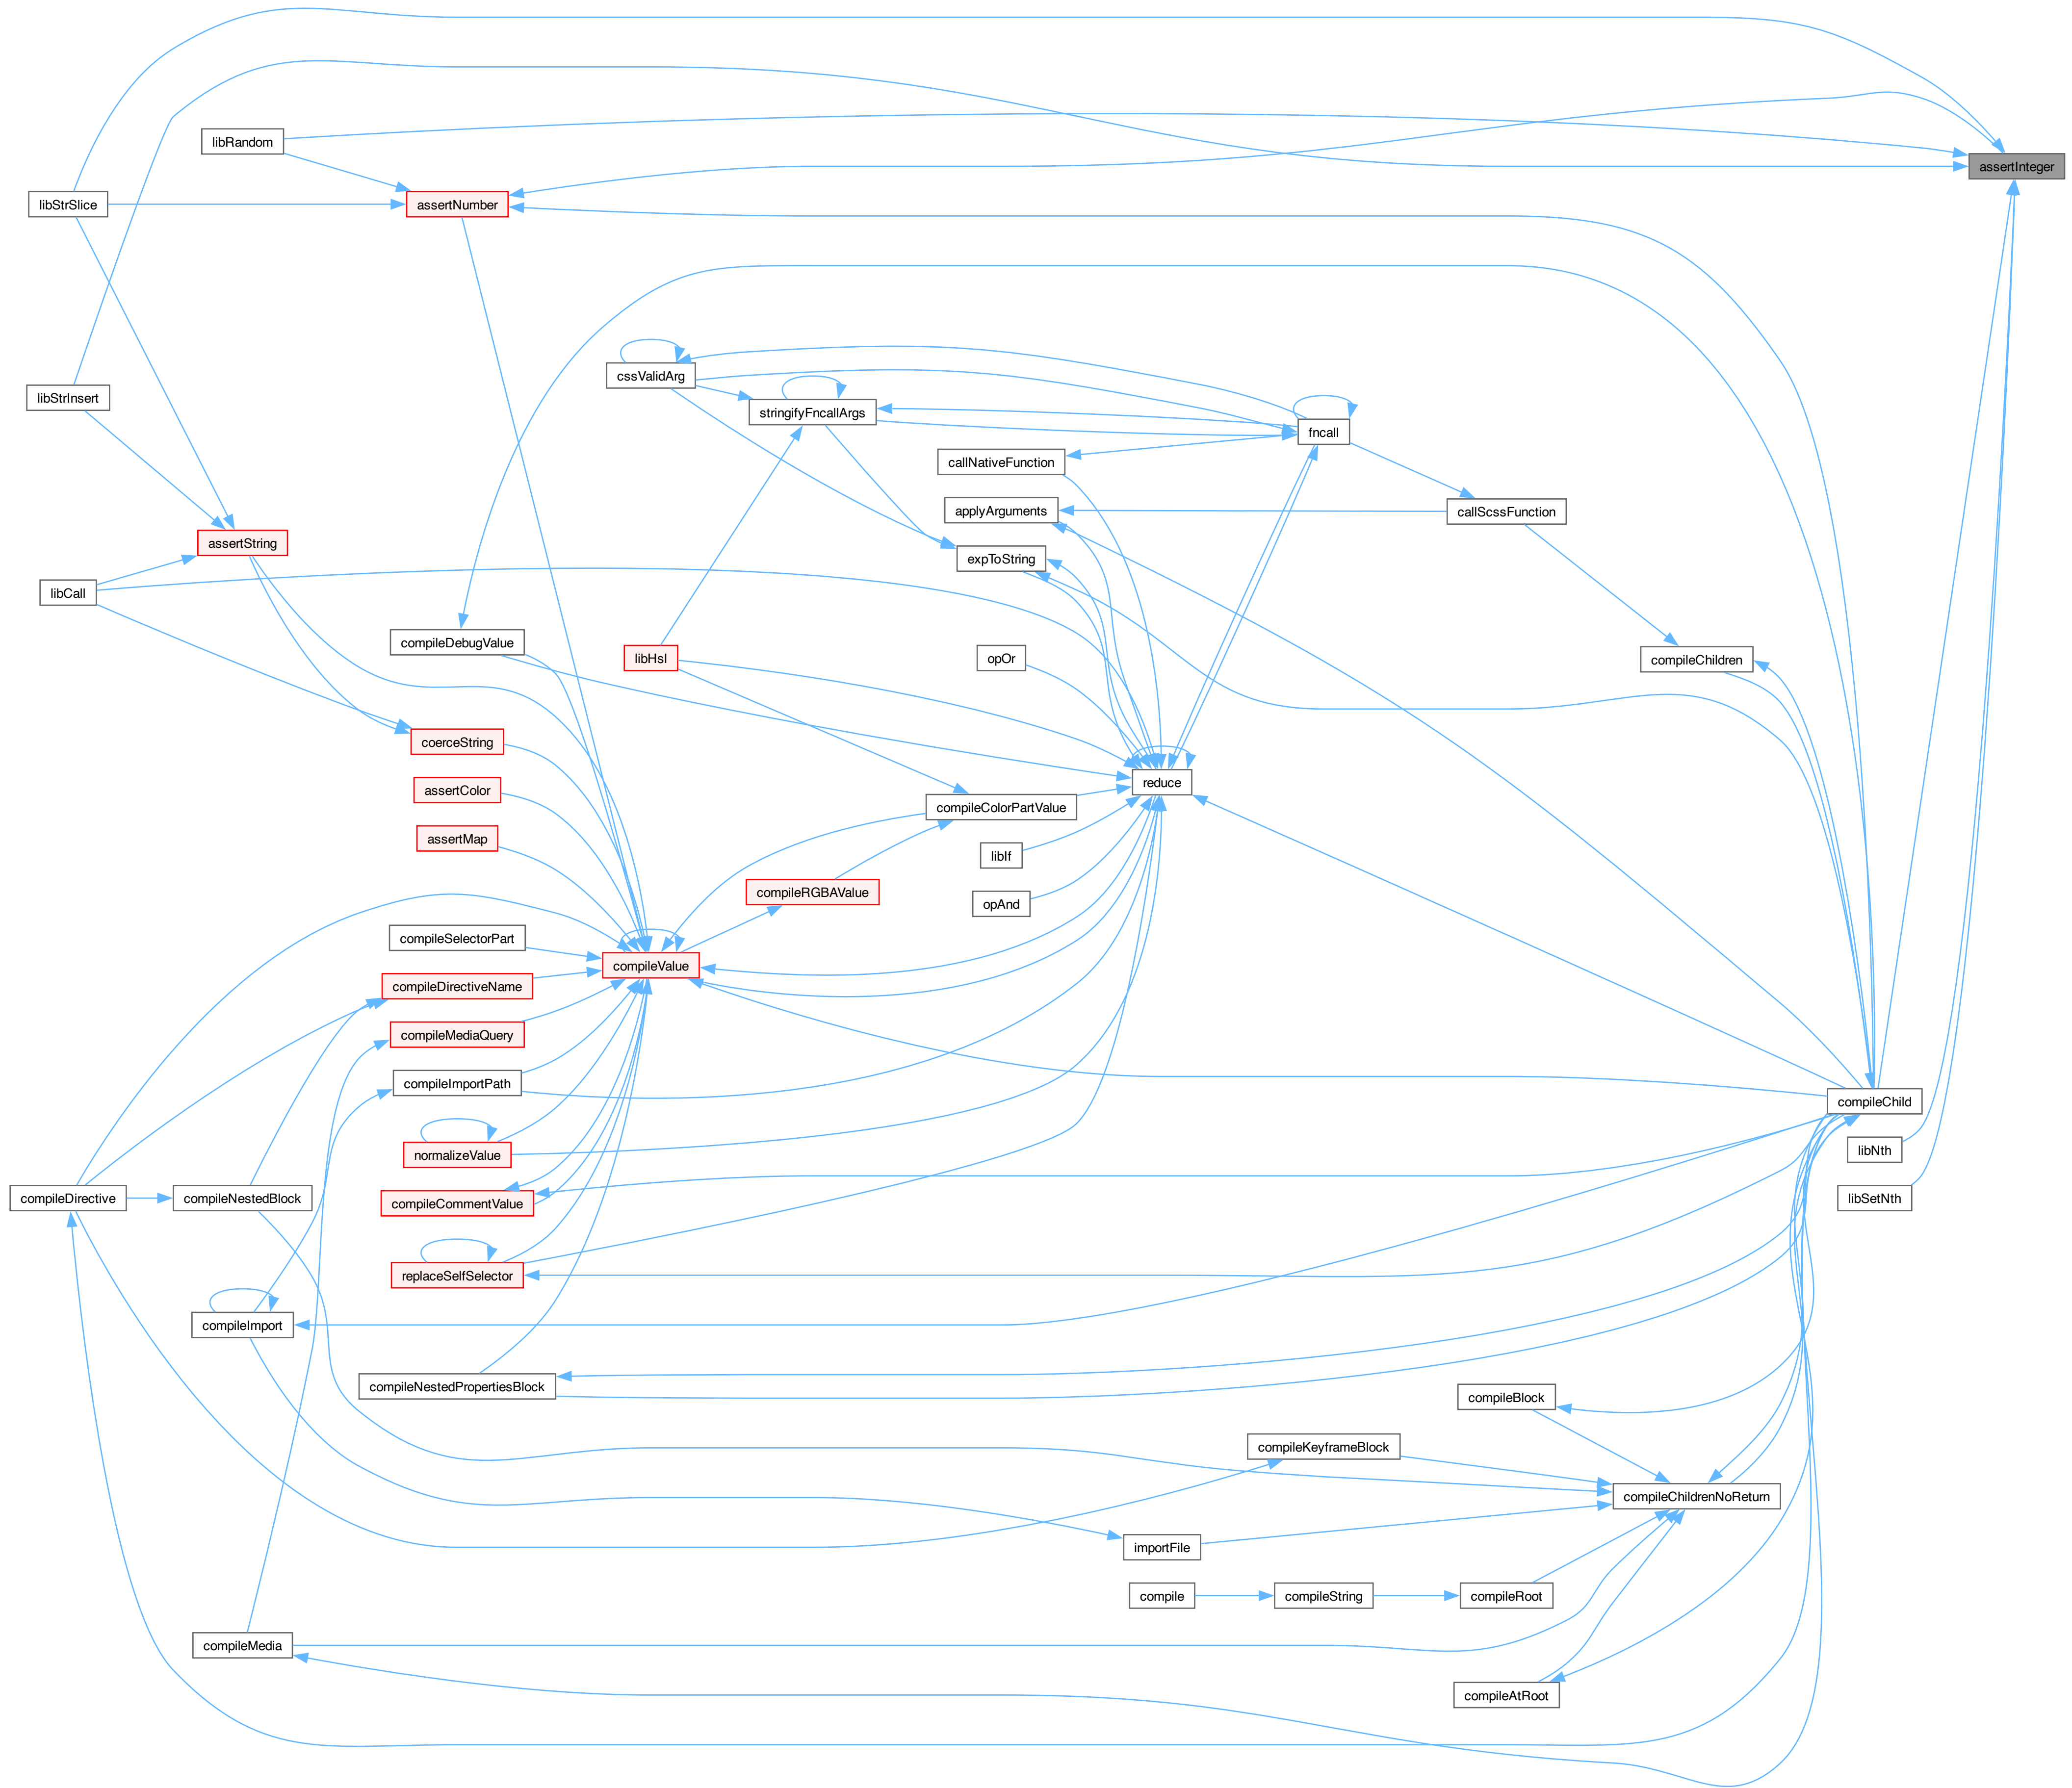 libRandom
assertInteger
libStrSlice
assertNumber
cssValidArg
libStrInsert
stringifyFncallArgs
fncall
callNativeFunction
applyArguments
callScssFunction
assertString
expToString
libCall
compileDebugValue
libHsl
opOr
compileChildren
coerceString
reduce
assertColor
compileColorPartValue
assertMap
libIf
compileRGBAValue
opAnd
compileSelectorPart
compileValue
compileDirectiveName
compileMediaQuery
compileImportPath
compileChild
normalizeValue
libNth
compileDirective
compileNestedBlock
compileCommentValue
libSetNth
replaceSelfSelector
compileImport
compileNestedPropertiesBlock
compileBlock
compileKeyframeBlock
compileChildrenNoReturn
importFile
compile
compileString
compileRoot
compileMedia
compileAtRoot